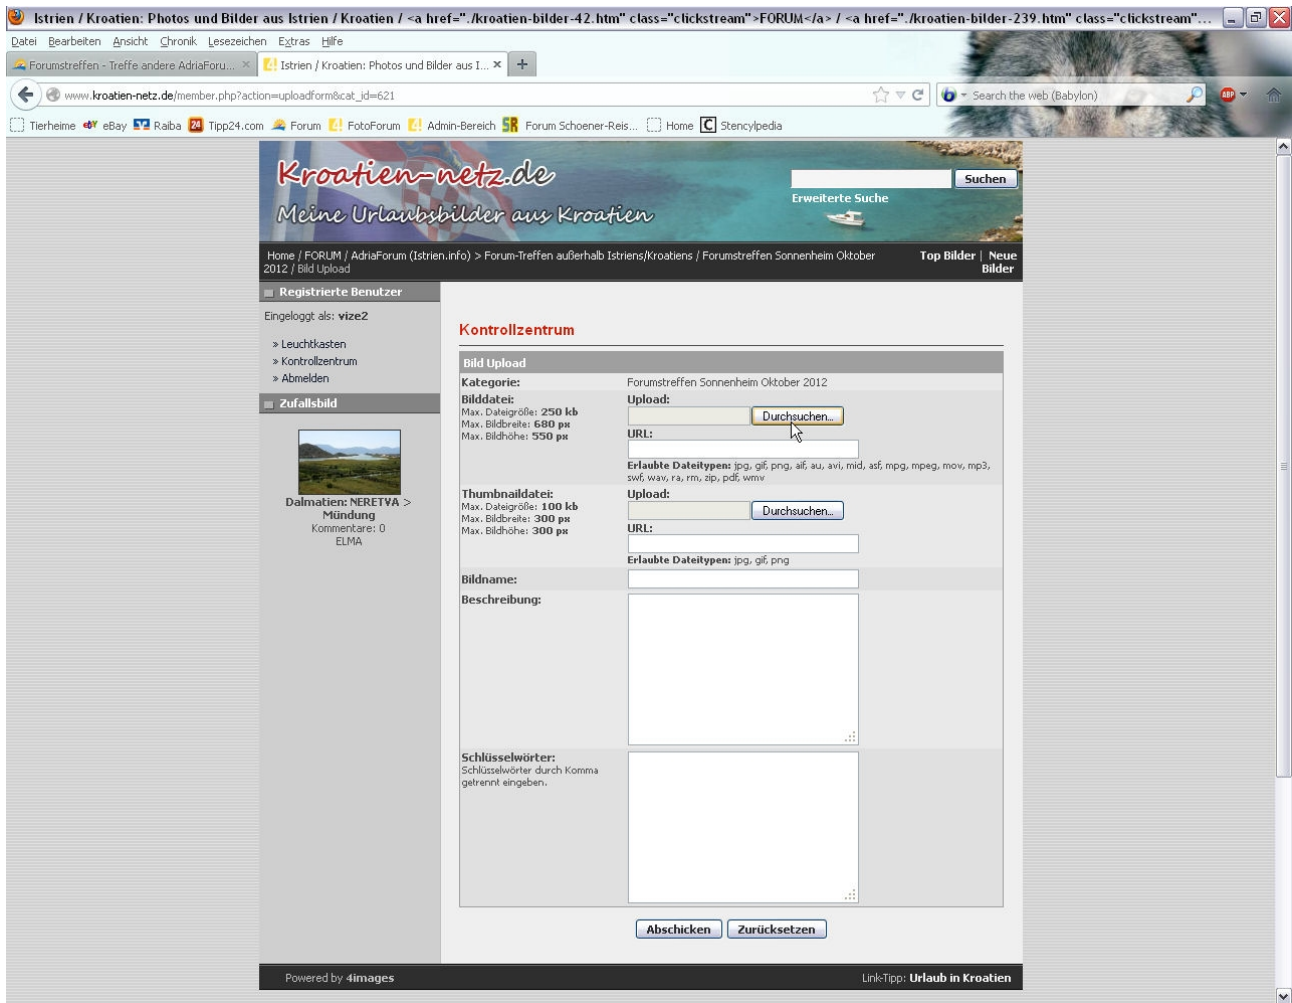 Istrien / Kroatien: Photos und Bilder aus Istrien / Kroatien / <a href="./kroatien-bilder-42.htm" class="clickstream">FORUM</a> / <a href="./kroatien-bilder-239.htm" class="clickstream"...
Datei Bearbeiten Ansicht Chronik Lesezeichen Extras Hilfe
Forumstreffen - Treffe andere AdriaForu... × Istrien / Kroatien: Photos und Bilder aus I... × +
www.kroatien-netz.de/member.php?action=uploadform&cat_id=621 Search the web (Babylon) ABP
Tierheime eBay Raiba 24 Tipp24.com Forum FotoForum Admin-Bereich SR Forum Schoener-Reis... Home C Stencylpedia
Kroatien-netz.de
Suchen
Erweiterte Suche
Meine Urlaubsbilder aus Kroatien
Home / FORUM / AdriaForum (Istrien.info) > Forum-Treffen außerhalb Istriens/Kroatiens / Forumstreffen Sonnenheim Oktober
2012 / Bild Upload
Top Bilder | Neue
Bilder
Registrierte Benutzer
Eingeloggt als: vize2
» Leuchtkasten
» Kontrollzentrum
» Abmelden
Zufallsbild
Dalmatien: NERETVA >
Mündung
Kommentare: 0
ELMA
Kontrollzentrum
Bild Upload
Kategorie: Forumstreffen Sonnenheim Oktober 2012
Bilddatei:
Max. Dateigröße: 250 kb
Max. Bildbreite: 680 px
Max. Bildhöhe: 550 px
Upload:
Durchsuchen...
URL:
Erlaubte Dateitypen: jpg, gif, png, aif, au, avi, mid, asf, mpg, mpeg, mov, mp3,
swf, wav, ra, rm, zip, pdf, wmv
Thumbnaildatei:
Max. Dateigröße: 100 kb
Max. Bildbreite: 300 px
Max. Bildhöhe: 300 px
Upload:
Durchsuchen...
URL:
Erlaubte Dateitypen: jpg, gif, png
Bildname:
Beschreibung:
Schlüsselwörter:
Schlüsselwörter durch Komma
getrennt eingeben.
Abschicken Zurücksetzen
Powered by 4images Link-Tipp: Urlaub in Kroatien